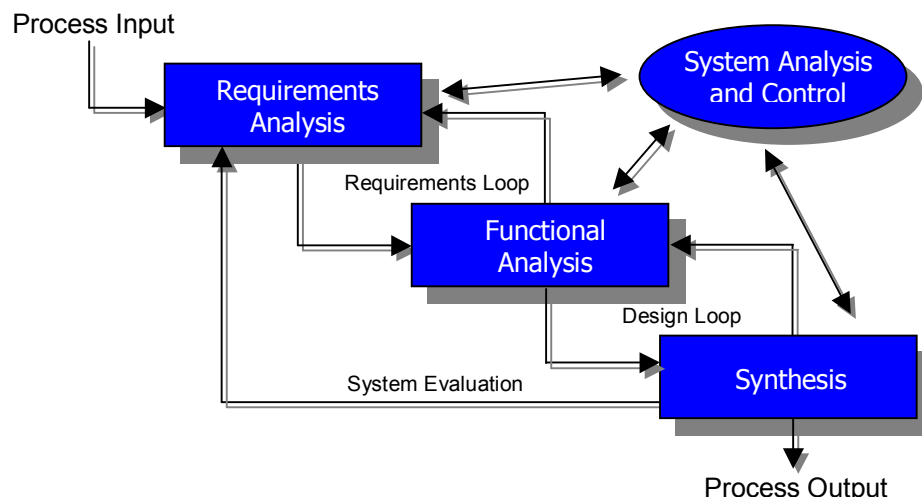 Process Input
Requirements
Analysis
System Analysis
and Control
Requirements Loop
Functional
Analysis
Design Loop
System Evaluation
Synthesis
Process Output